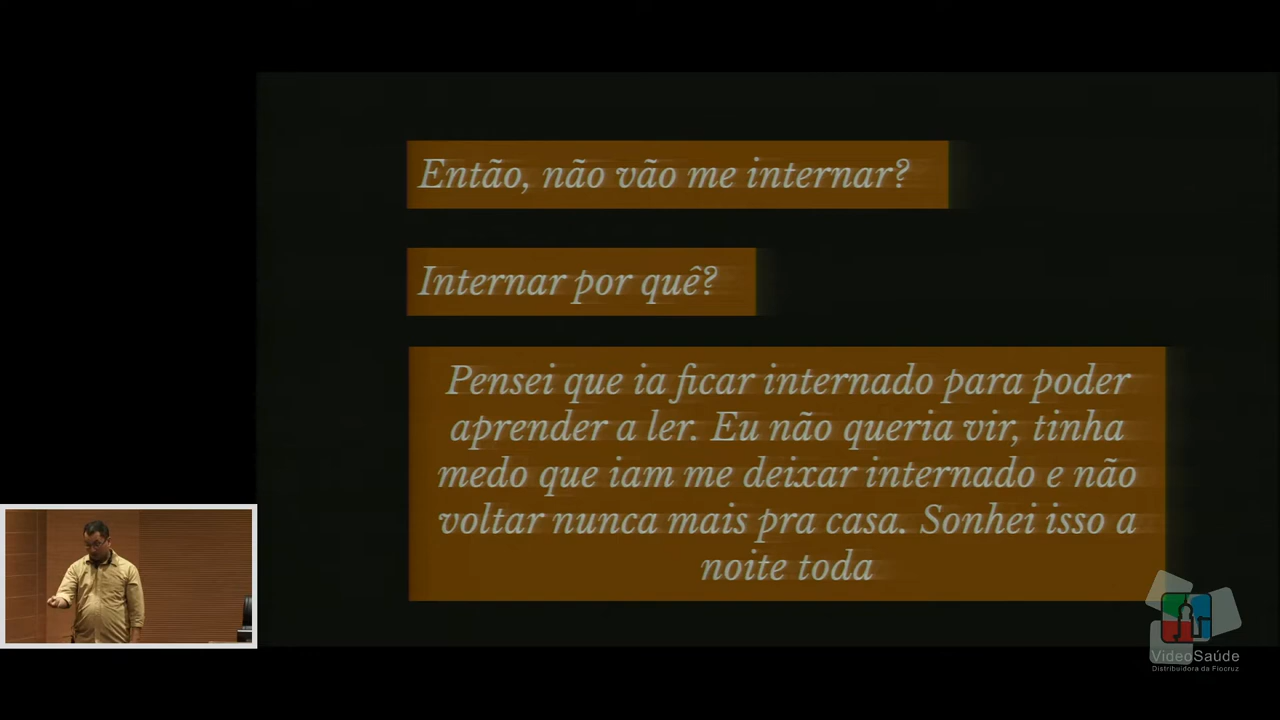 Então, não vão me internar?
Internar por quê?
Pensei que ia ficar internado para poder
aprender a ler. Eu não queria vir, tinha
medo que iam me deixar internado e não
voltar nunca mais pra casa. Sonhei isso a
noite toda
VideoSaúde
Distribuidora da Fiocruz